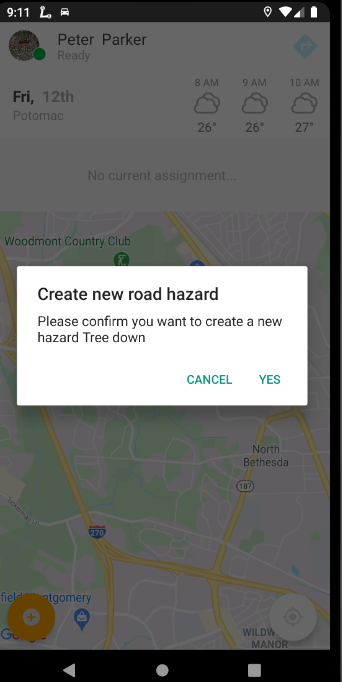 9:11
Peter Parker
Ready
Fri, 12th
Potomac
8 AM
9 AM
10 AM
26°
26°
27°
No current assignment...
Woodmont Country Club
Create new road hazard
Please confirm you want to create a new
hazard Tree down
CANCEL
YES
North
Bethesda
187
270
field Montgomery
Google
WILDW
MANOR